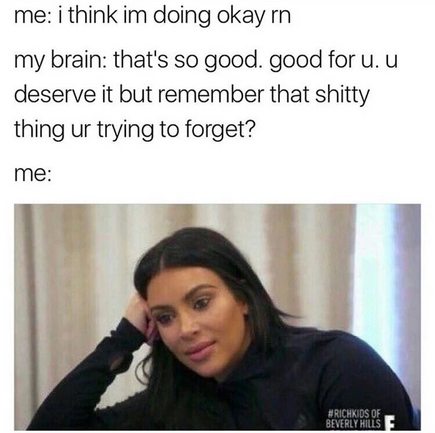 me: i think im doing okay rn
my brain: that's so good. good for u. u
deserve it but remember that shitty
thing ur trying to forget?
me:
#RICHKIDS OF
BEVERLY HILLS E